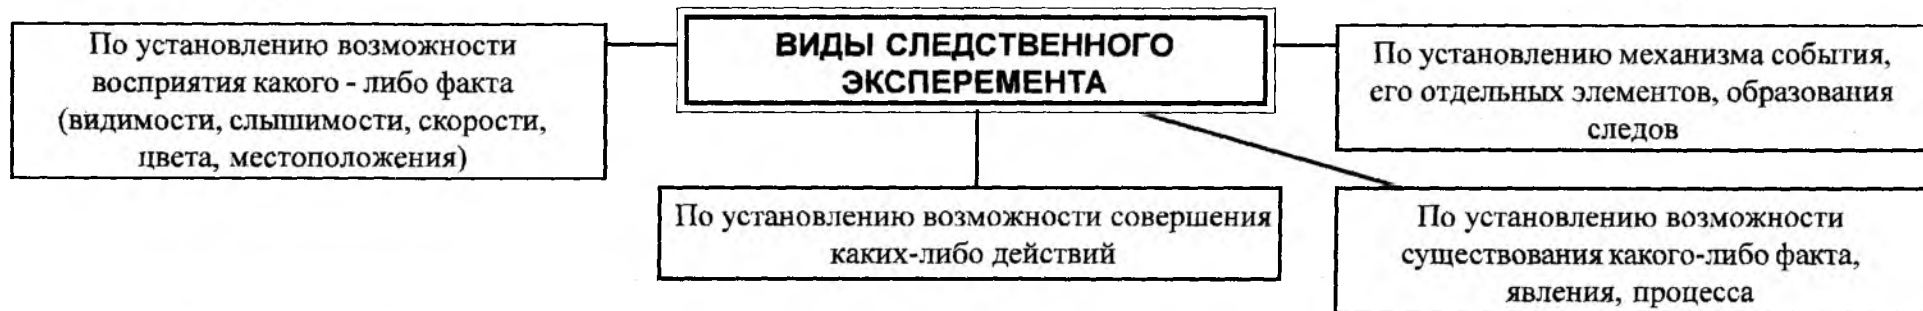 ВИДЫ СЛЕДСТВЕННОГО
ЭКСПЕРЕМЕНТА
По установлению возможности
восприятия какого - либо факта
(видимости, слышимости, скорости,
цвета, местоположения)
По установлению возможности совершения
каких-либо действий
По установлению механизма события,
его отдельных элементов, образования
следов
По установлению возможности
существования какого-либо факта,
явления, процесса